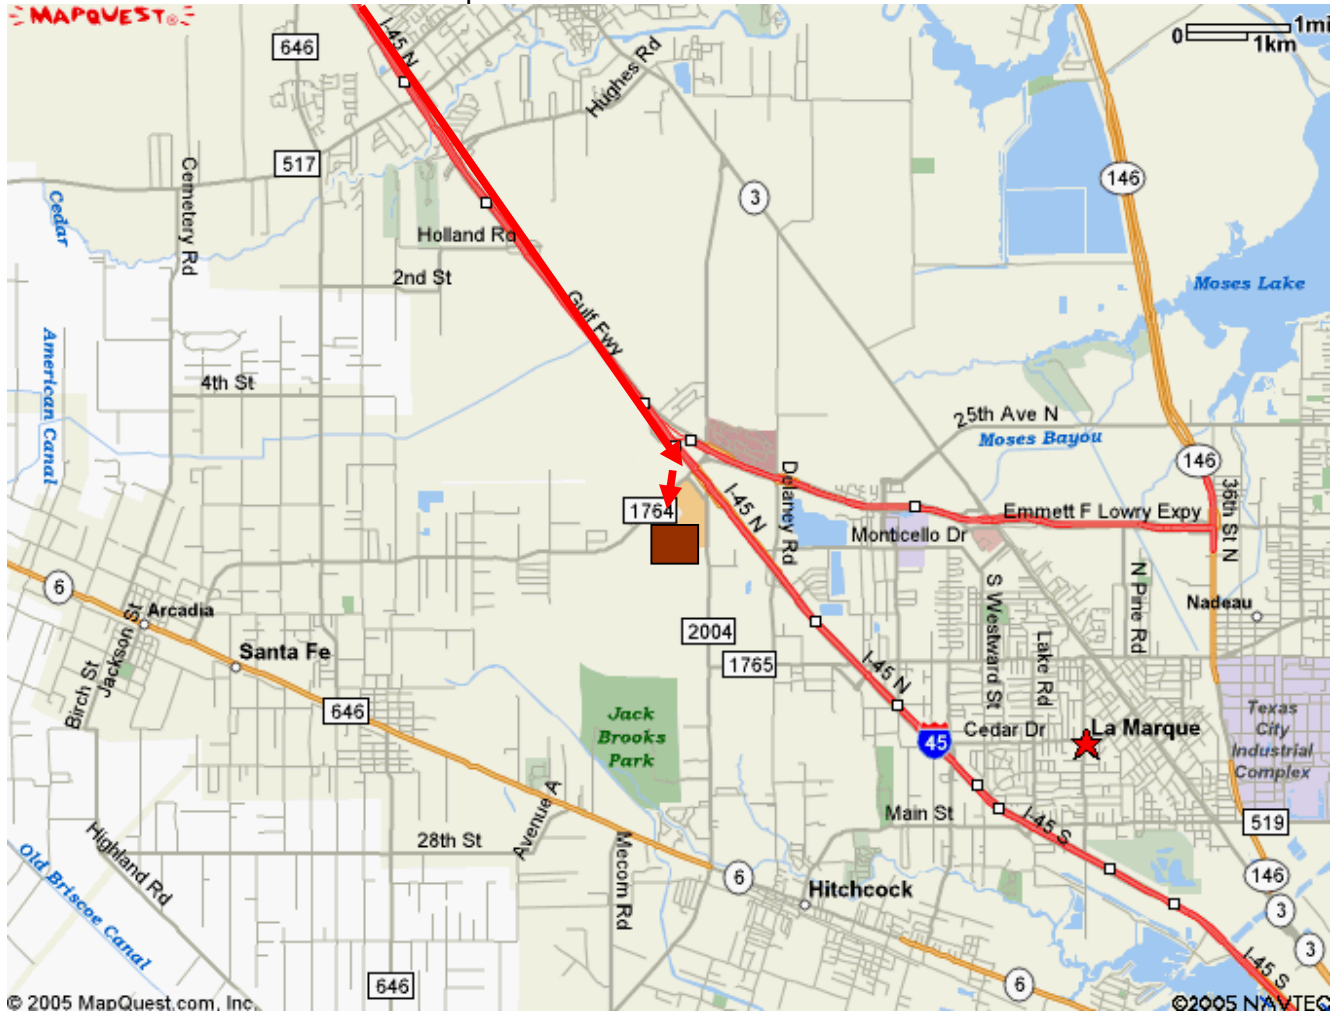 MAPQUEST®
I-45 N
646
Hughes Rd
0
1mi
1km
517
Cemetery Rd
Cedar
3
146
Holland Rd
2nd St
Moses Lake
Gulf Fwy
American Canal
4th St
25th Ave N
Moses Bayou
146
36th St N
Delaney Rd
I-45 N
1764
Emmett F Lowry Expy
Monticello Dr
6
Arcadia
Jackson St
Birch St
Santa Fe
S Westward St
Lake Rd
N Pine Rd
Nadeau
2004
1765
I-45 N
646
Jack
Brooks
Park
45
Cedar Dr
La Marque
Texas
City
Industrial
Complex
Main St
I-45 S
519
28th St
Avenue A
Mecom Rd
Highland Rd
Old Briscoe Canal
6
Hitchcock
146
3
3
I-45 S
646
6
© 2005 MapQuest.com, Inc.
©2005 NAVTEQ